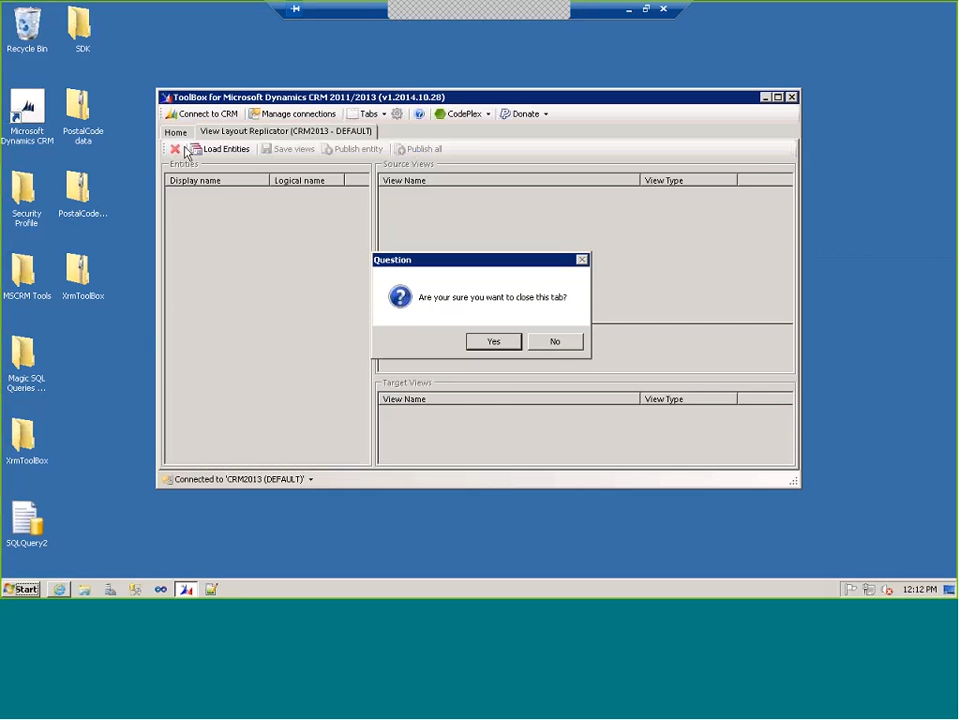 Recycle Bin
SDK
Microsoft
Dynamics CRM
PostalCode
data
Security
Profile
PostalCode...
MSCRM Tools
XrmToolBox
Magic SQL
Queries ...
XrmToolBox
SQLQuery2
ToolBox for Microsoft Dynamics CRM 2011/2013 (v1.2014.10.28)
Connect to CRM Manage connections Tabs CodePlex Donate
Home View Layout Replicator (CRM2013 - DEFAULT)
Load Entities Save views Publish entity Publish all
Entities Source Views
Display name Logical name View Name View Type
Question
Are your sure you want to close this tab?
Yes No
Target Views
View Name View Type
Connected to 'CRM2013 (DEFAULT)'
Start 12:12 PM